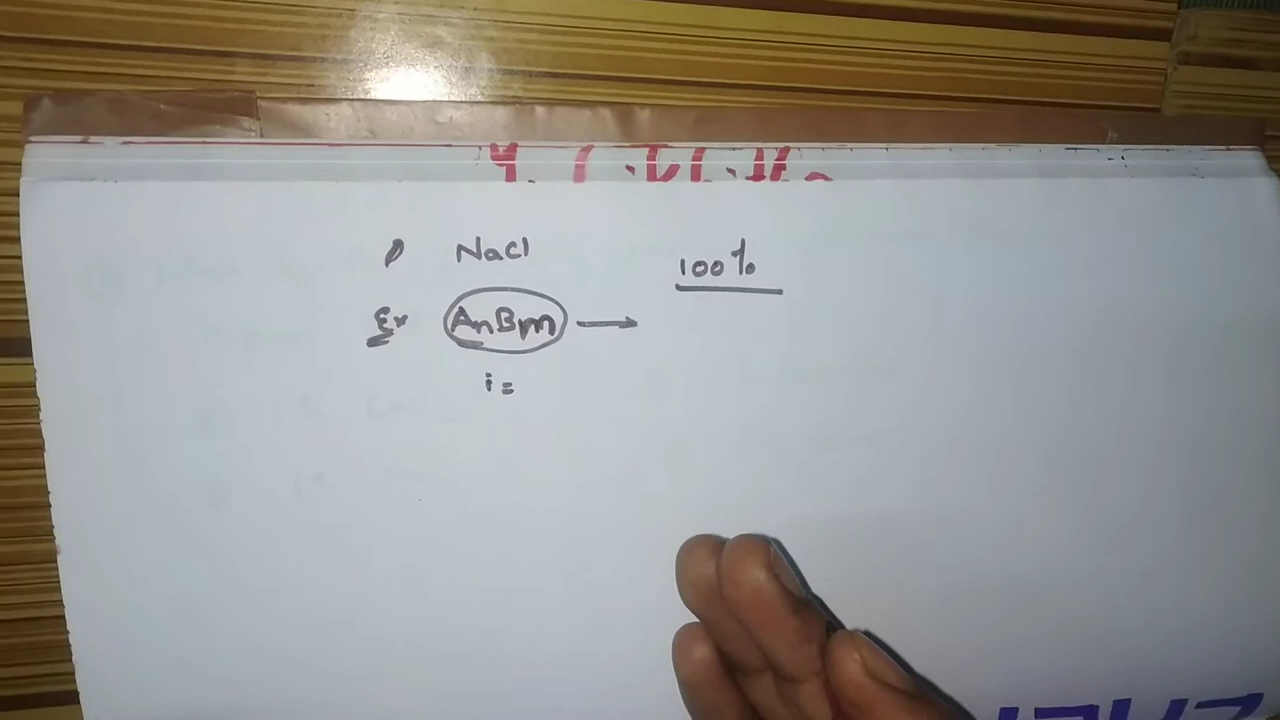 NaCl
100%
Ex AnBm →
i =